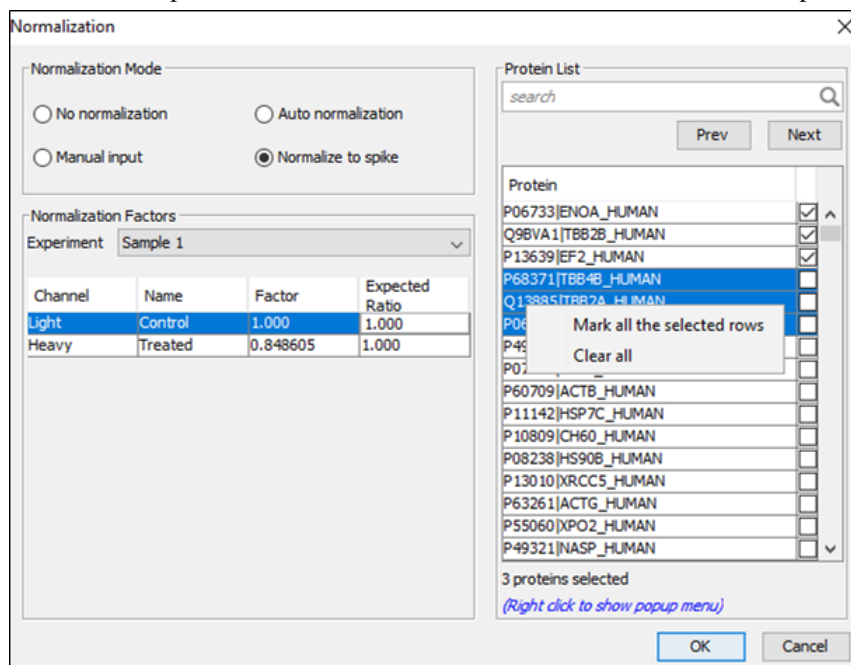 Normalization
Normalization Mode
No normalization
Auto normalization
Manual input
Normalize to spike
Normalization Factors
Experiment Sample 1
Channel Name Factor Expected Ratio
Light Control 1.000 1.000
Heavy Treated 0.848605 1.000
Protein List
search
Prev Next
Protein
P06733|ENOA_HUMAN
Q9BVA1|TBB2B_HUMAN
P13639|EF2_HUMAN
P68371|TBB4B_HUMAN
Q13885|TBB2A_HUMAN
Mark all the selected rows
Clear all
P60709|ACTB_HUMAN
P11142|HSP7C_HUMAN
P10809|CH60_HUMAN
P08238|HS90B_HUMAN
P13010|XRCC5_HUMAN
P63261|ACTG_HUMAN
P55060|XPO2_HUMAN
P49321|NASP_HUMAN
3 proteins selected
(Right click to show popup menu)
OK Cancel